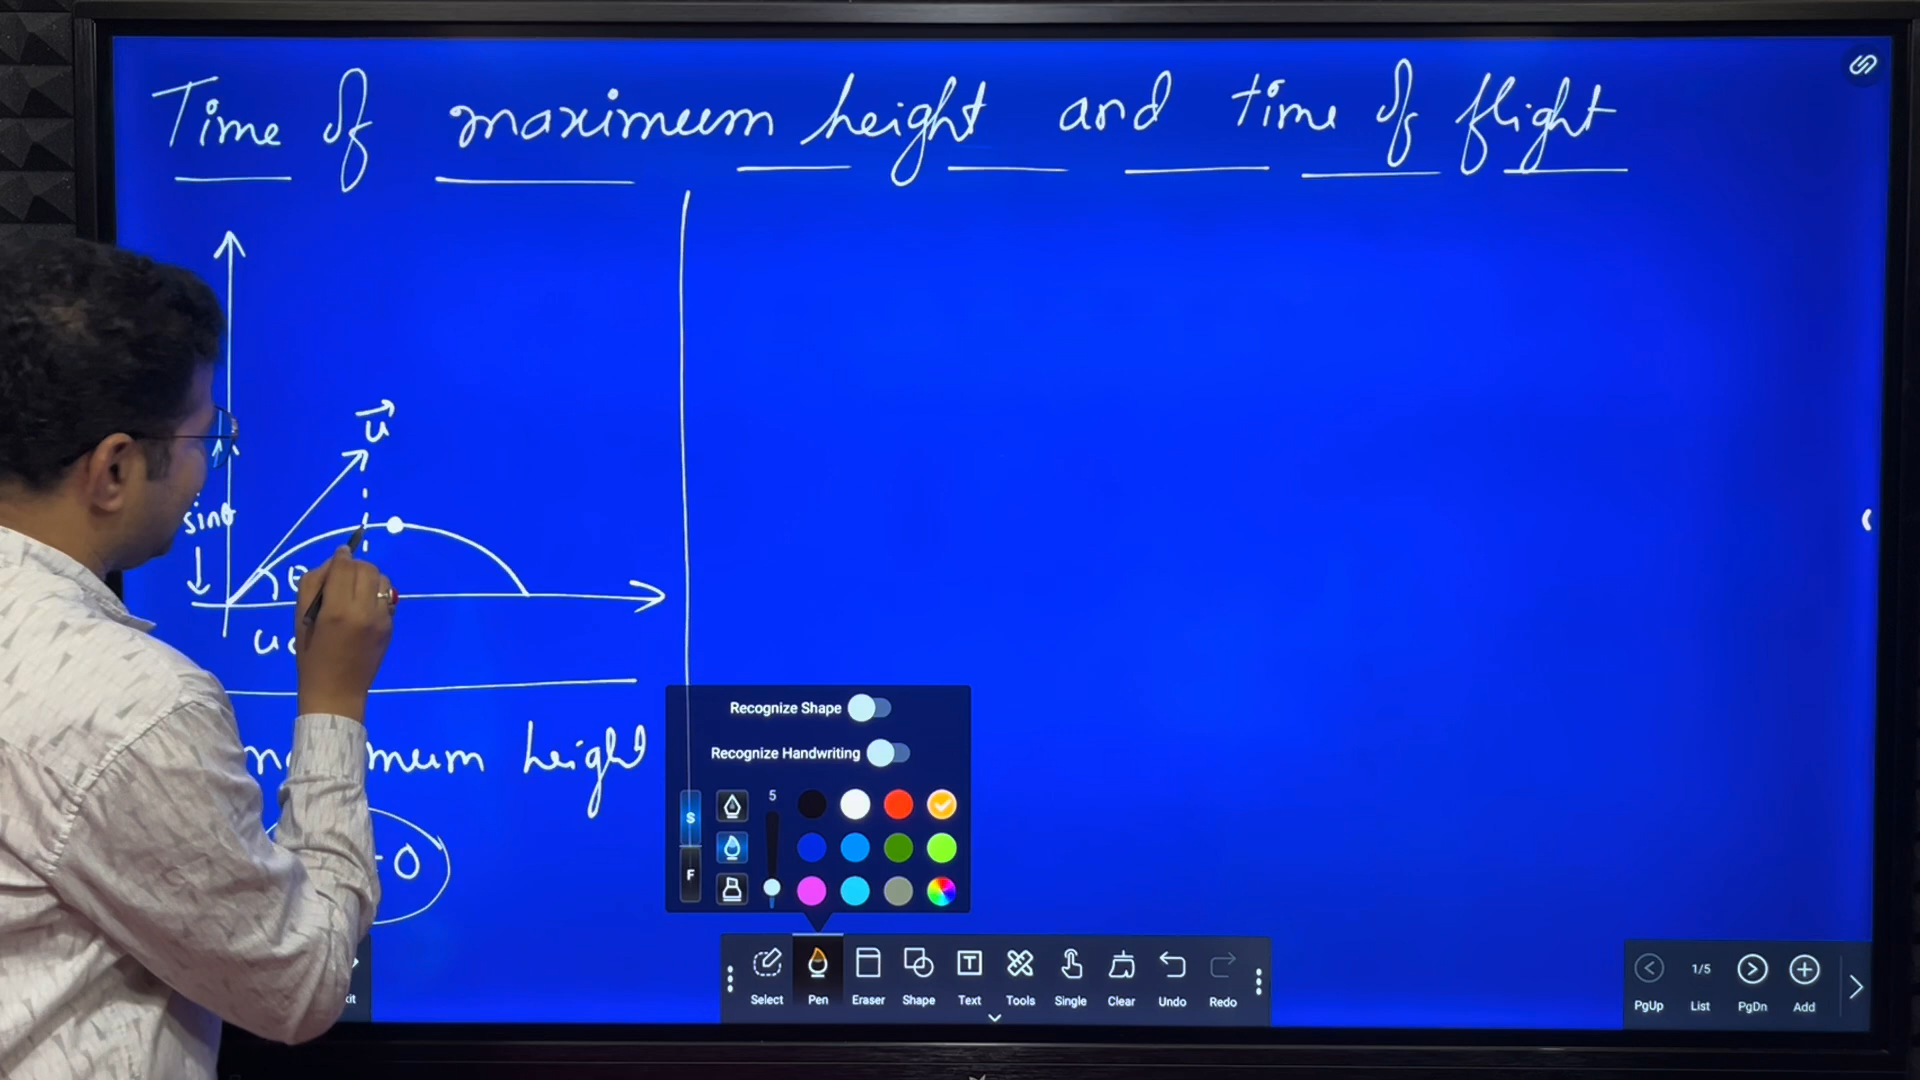 Time of maximum height and time of flight
u
sinθ
θ
u
mum height
0
Recognize Shape
Recognize Handwriting
5
S
F
Select Pen Eraser Shape Text Tools Single Clear Undo Redo
1/5
PgUp List PgDn Add